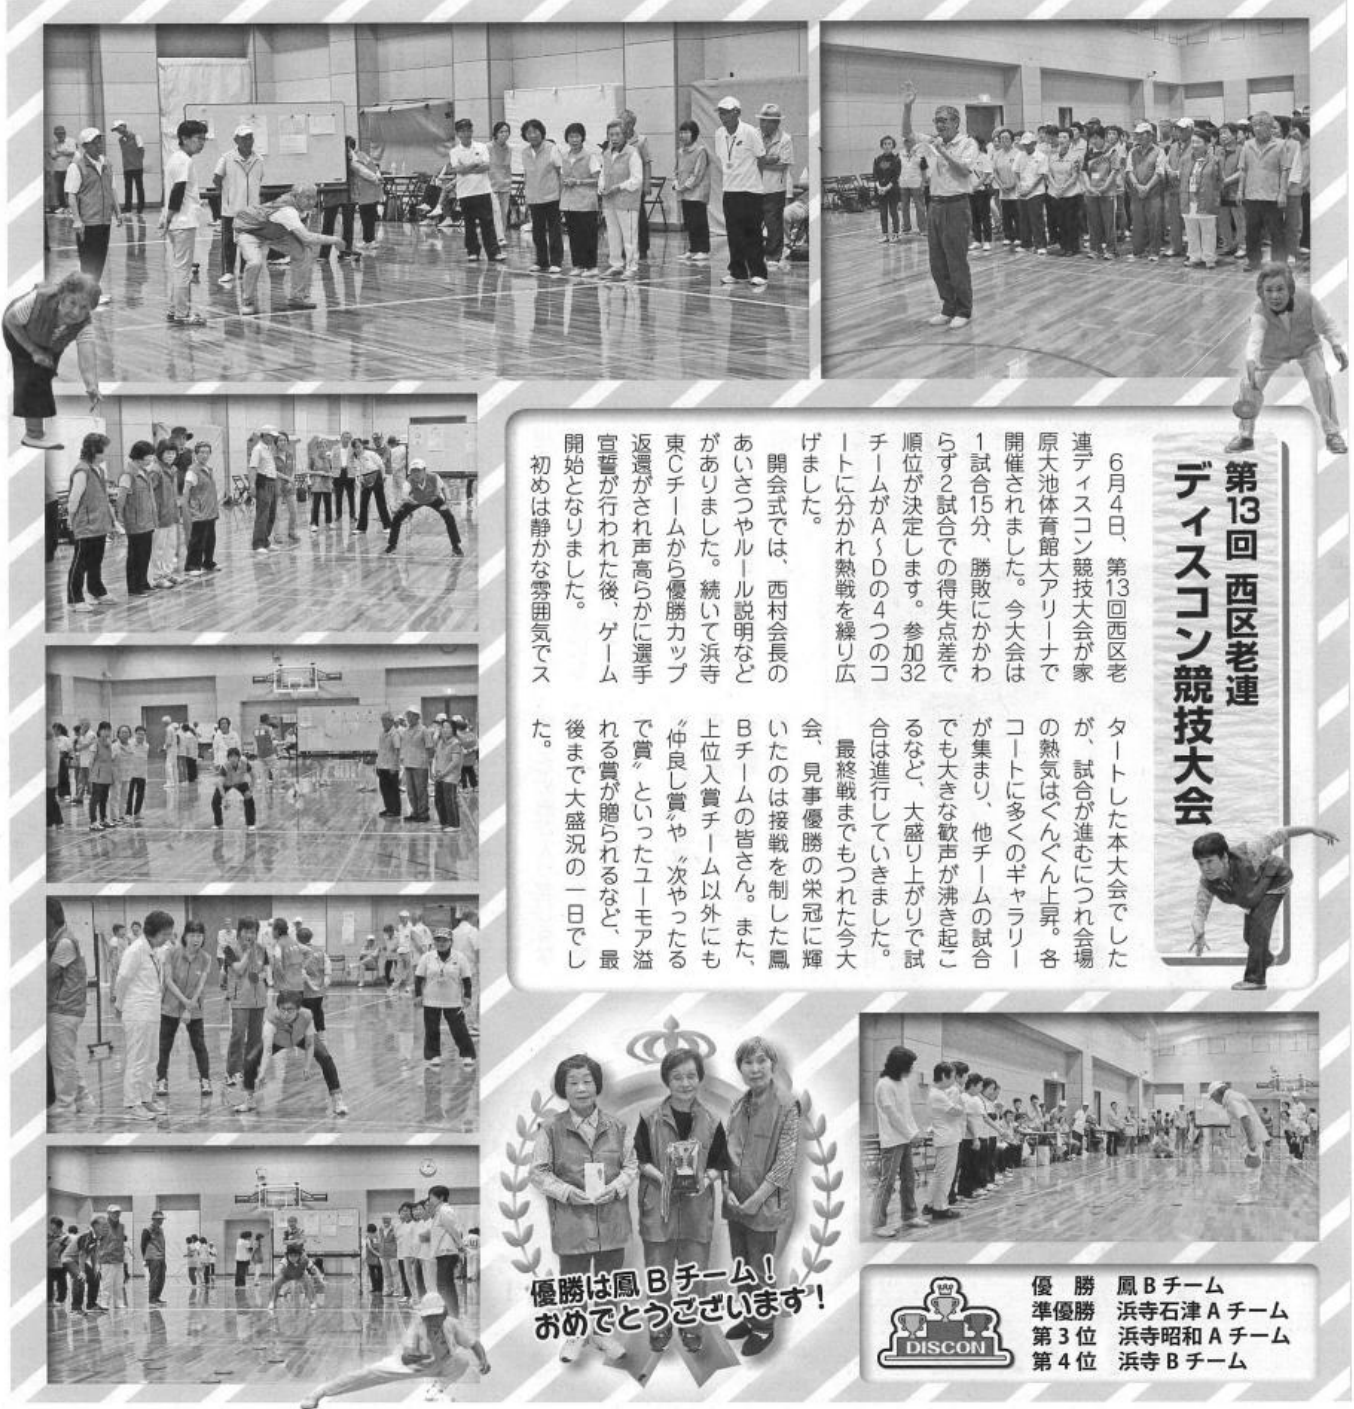 第13回 西区老連
ディスコン競技大会
６月４日、第13回西区老
連ディスコン競技大会が家
原大池体育館大アリーナで
開催されました。今大会は
１試合15分、勝敗にかかわ
らず２試合での得失点差で
順位が決定します。参加32
チームがＡ～Ｄの４つのコ
ートに分かれ熱戦を繰り広
げました。
開会式では、西村会長の
あいさつやルール説明など
がありました。続いて浜寺
東Ｃチームから優勝カップ
返還がされ声高らかに選手
宣誓が行われた後、ゲーム
開始となりました。
初めは静かな雰囲気でス
タートした本大会でした
が、試合が進むにつれ会場
の熱気はぐんぐん上昇。各
コートに多くのギャラリー
が集まり、他チームの試合
でも大きな歓声が沸き起こ
るなど、大盛り上がりで試
合は進行していきました。
最終戦までもつれた今大
会、見事優勝の栄冠に輝
いたのは接戦を制した鳳
Ｂチームの皆さん。また、
上位入賞チーム以外にも
〝仲良し賞〟や〝次やったる
で賞〟といったユーモア溢
れる賞が贈られるなど、最
後まで大盛況の一日でし
た。
優勝は鳳Ｂチーム！
おめでとうございます！
DISCON
優　勝　鳳 B チーム
準優勝　浜寺石津 A チーム
第３位　浜寺昭和 A チーム
第４位　浜寺 B チーム